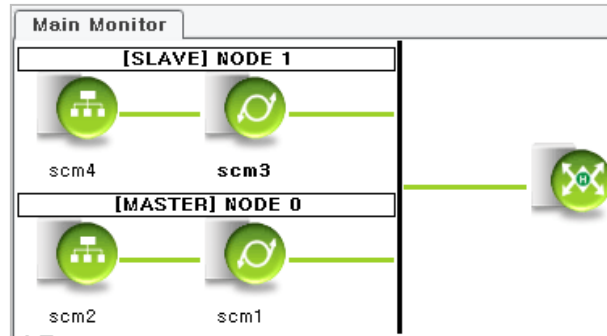 Main Monitor
[SLAVE] NODE 1
scm4 scm3
H
[MASTER] NODE 0
scm2 scm1